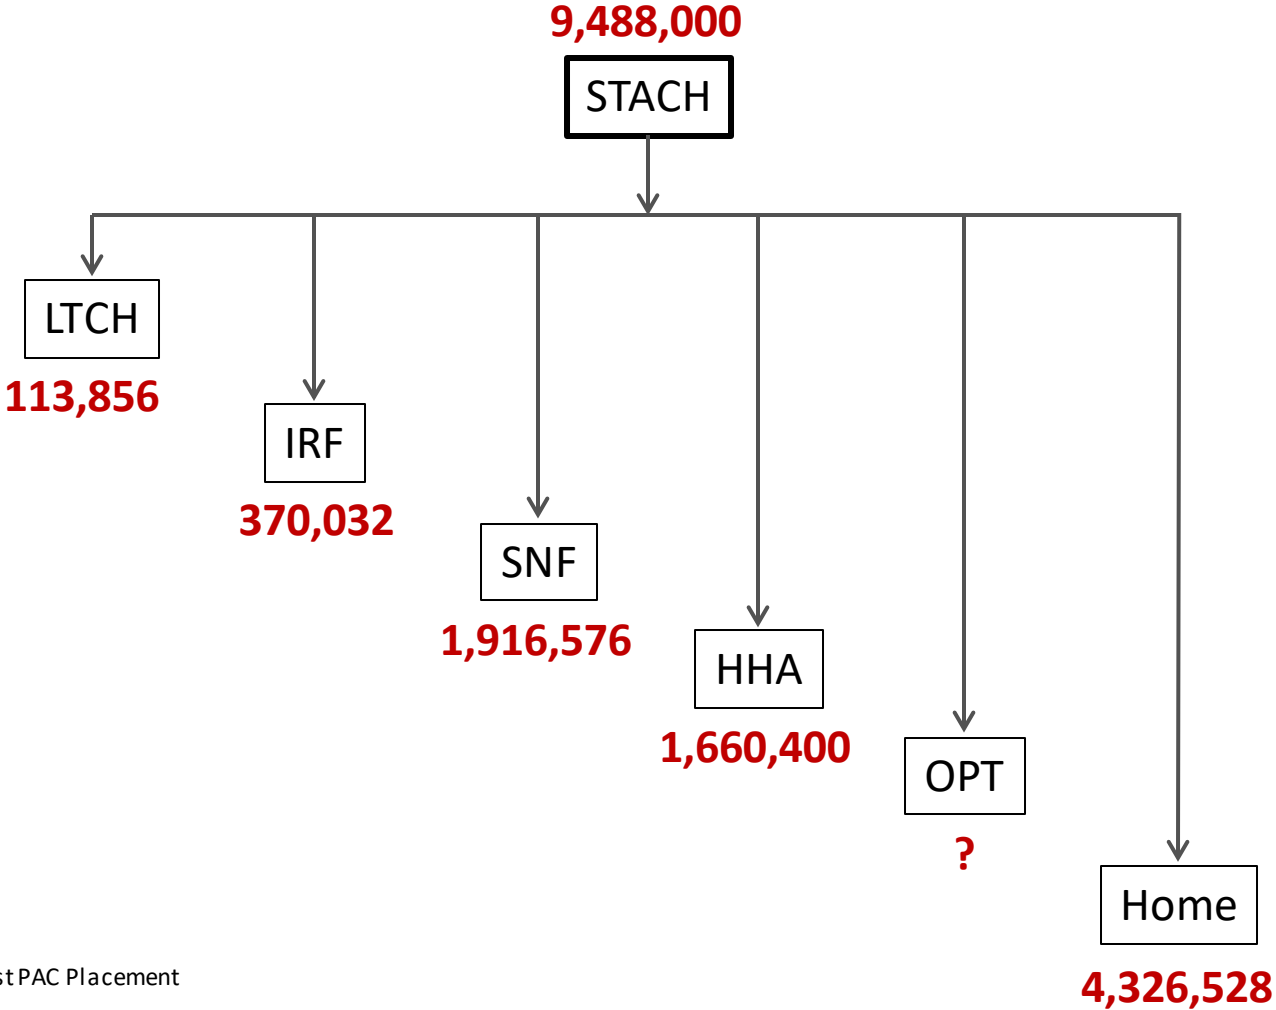 9,488,000
STACH
LTCH
113,856
IRF
370,032
SNF
1,916,576
HHA
1,660,400
OPT
?
Home
4,326,528
PAC Placement